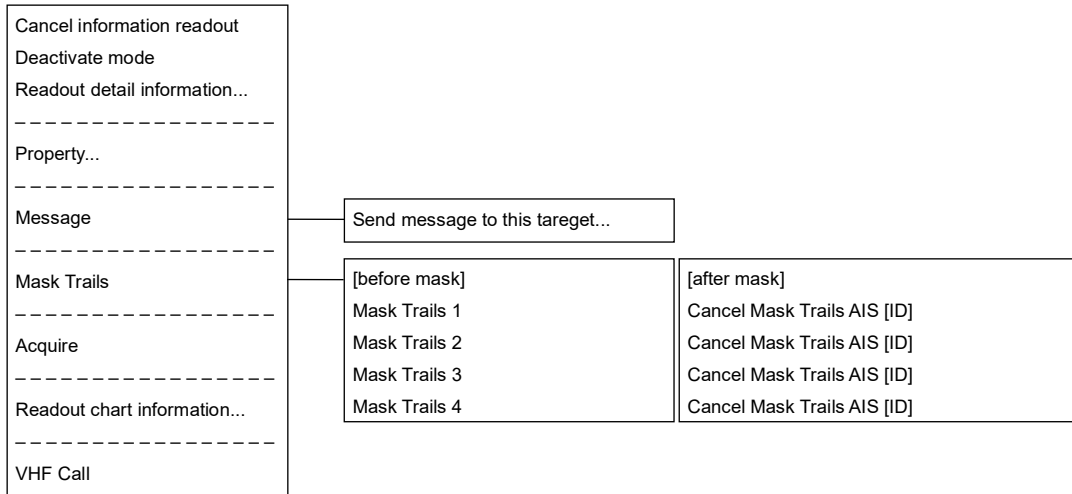 Cancel information readout
Deactivate mode
Readout detail information...
Property...
Message
Send message to this tareget...
Mask Trails
[before mask]
Mask Trails 1
Mask Trails 2
Mask Trails 3
Mask Trails 4
[after mask]
Cancel Mask Trails AIS [ID]
Cancel Mask Trails AIS [ID]
Cancel Mask Trails AIS [ID]
Cancel Mask Trails AIS [ID]
Acquire
Readout chart information...
VHF Call